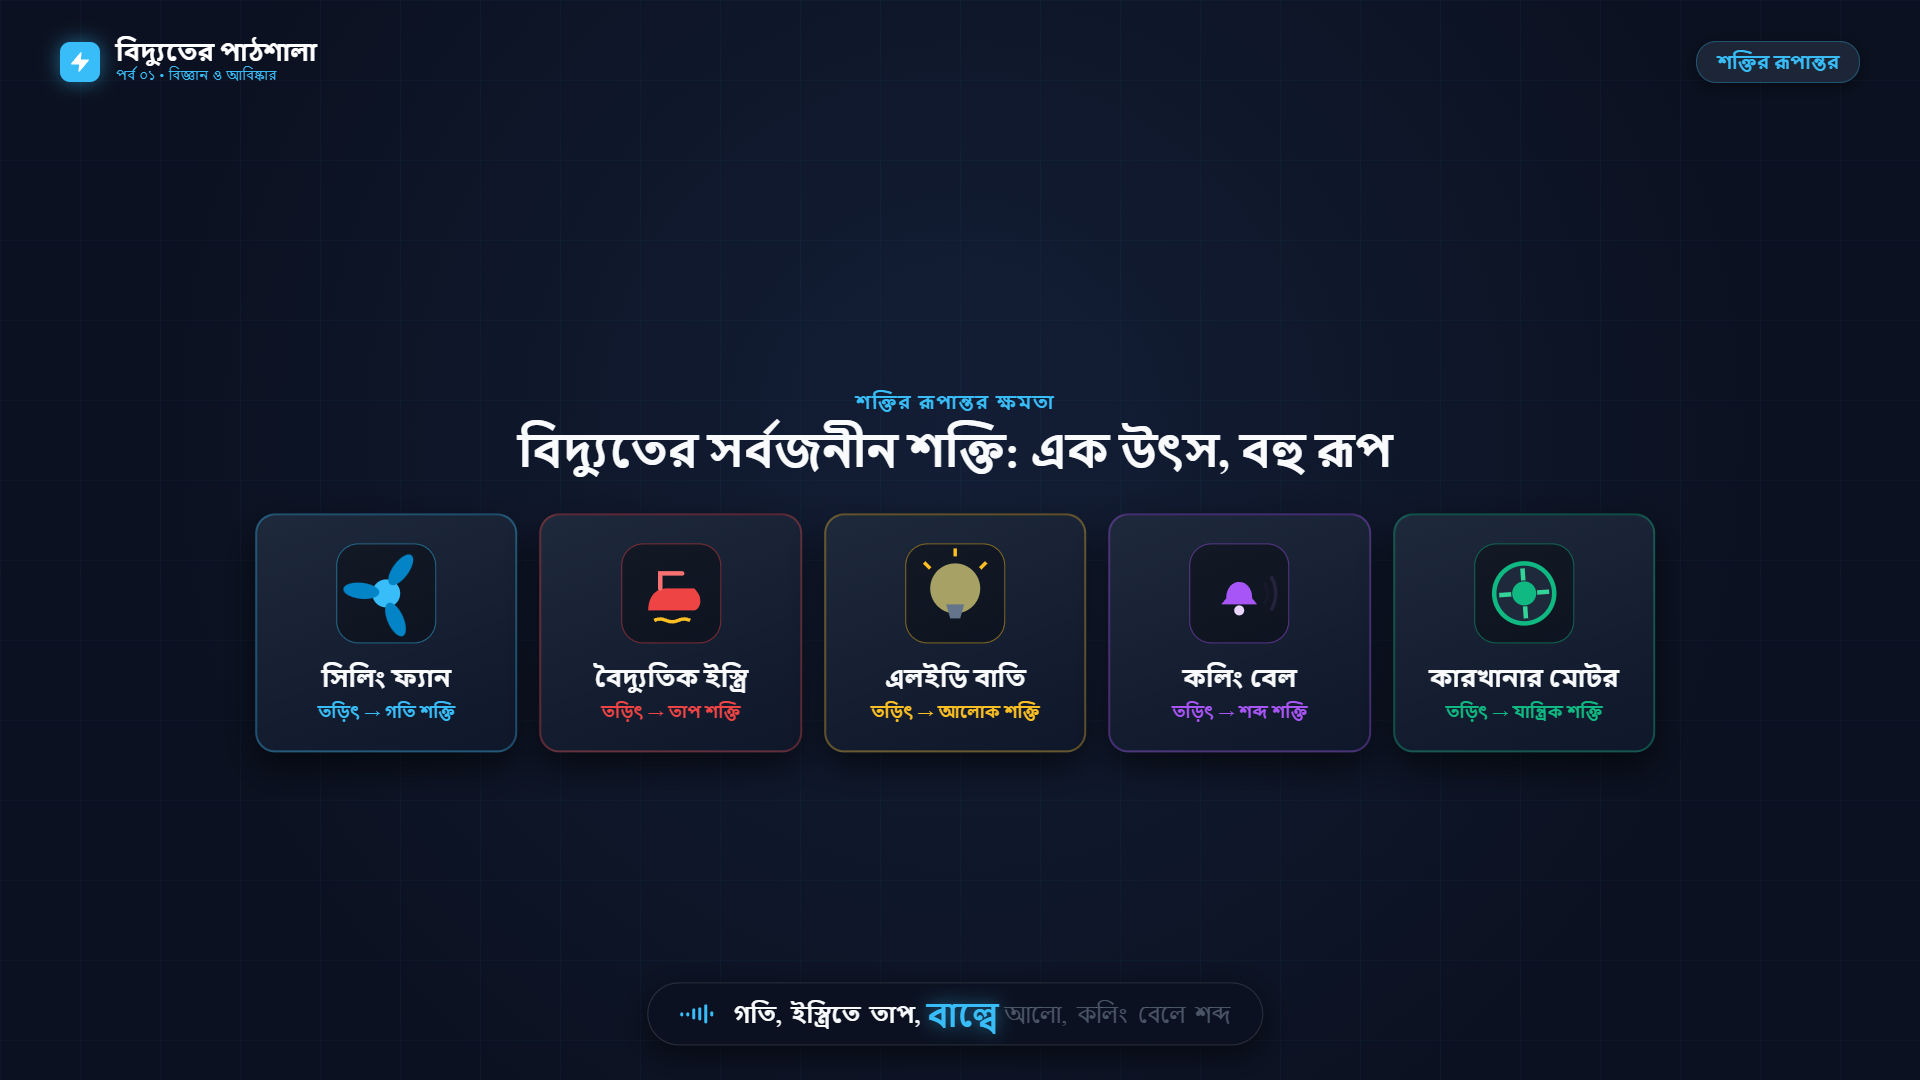 বিদ্যুতের পাঠশালা
পর্ব ০১ • বিজ্ঞান ও আবিষ্কার
শক্তির রূপান্তর
শক্তির রূপান্তর ক্ষমতা
বিদ্যুতের সর্বজনীন শক্তি: এক উৎস, বহু রূপ
সিলিং ফ্যান
তড়িৎ → গতি শক্তি
বৈদ্যুতিক ইস্ত্রি
তড়িৎ → তাপ শক্তি
এলইডি বাতি
তড়িৎ → আলোক শক্তি
কলিং বেল
তড়িৎ → শব্দ শক্তি
কারখানার মোটর
তড়িৎ → যান্ত্রিক শক্তি
গতি, ইস্ত্রিতে তাপ, বাল্বে আলো, কলিং বেলে শব্দ